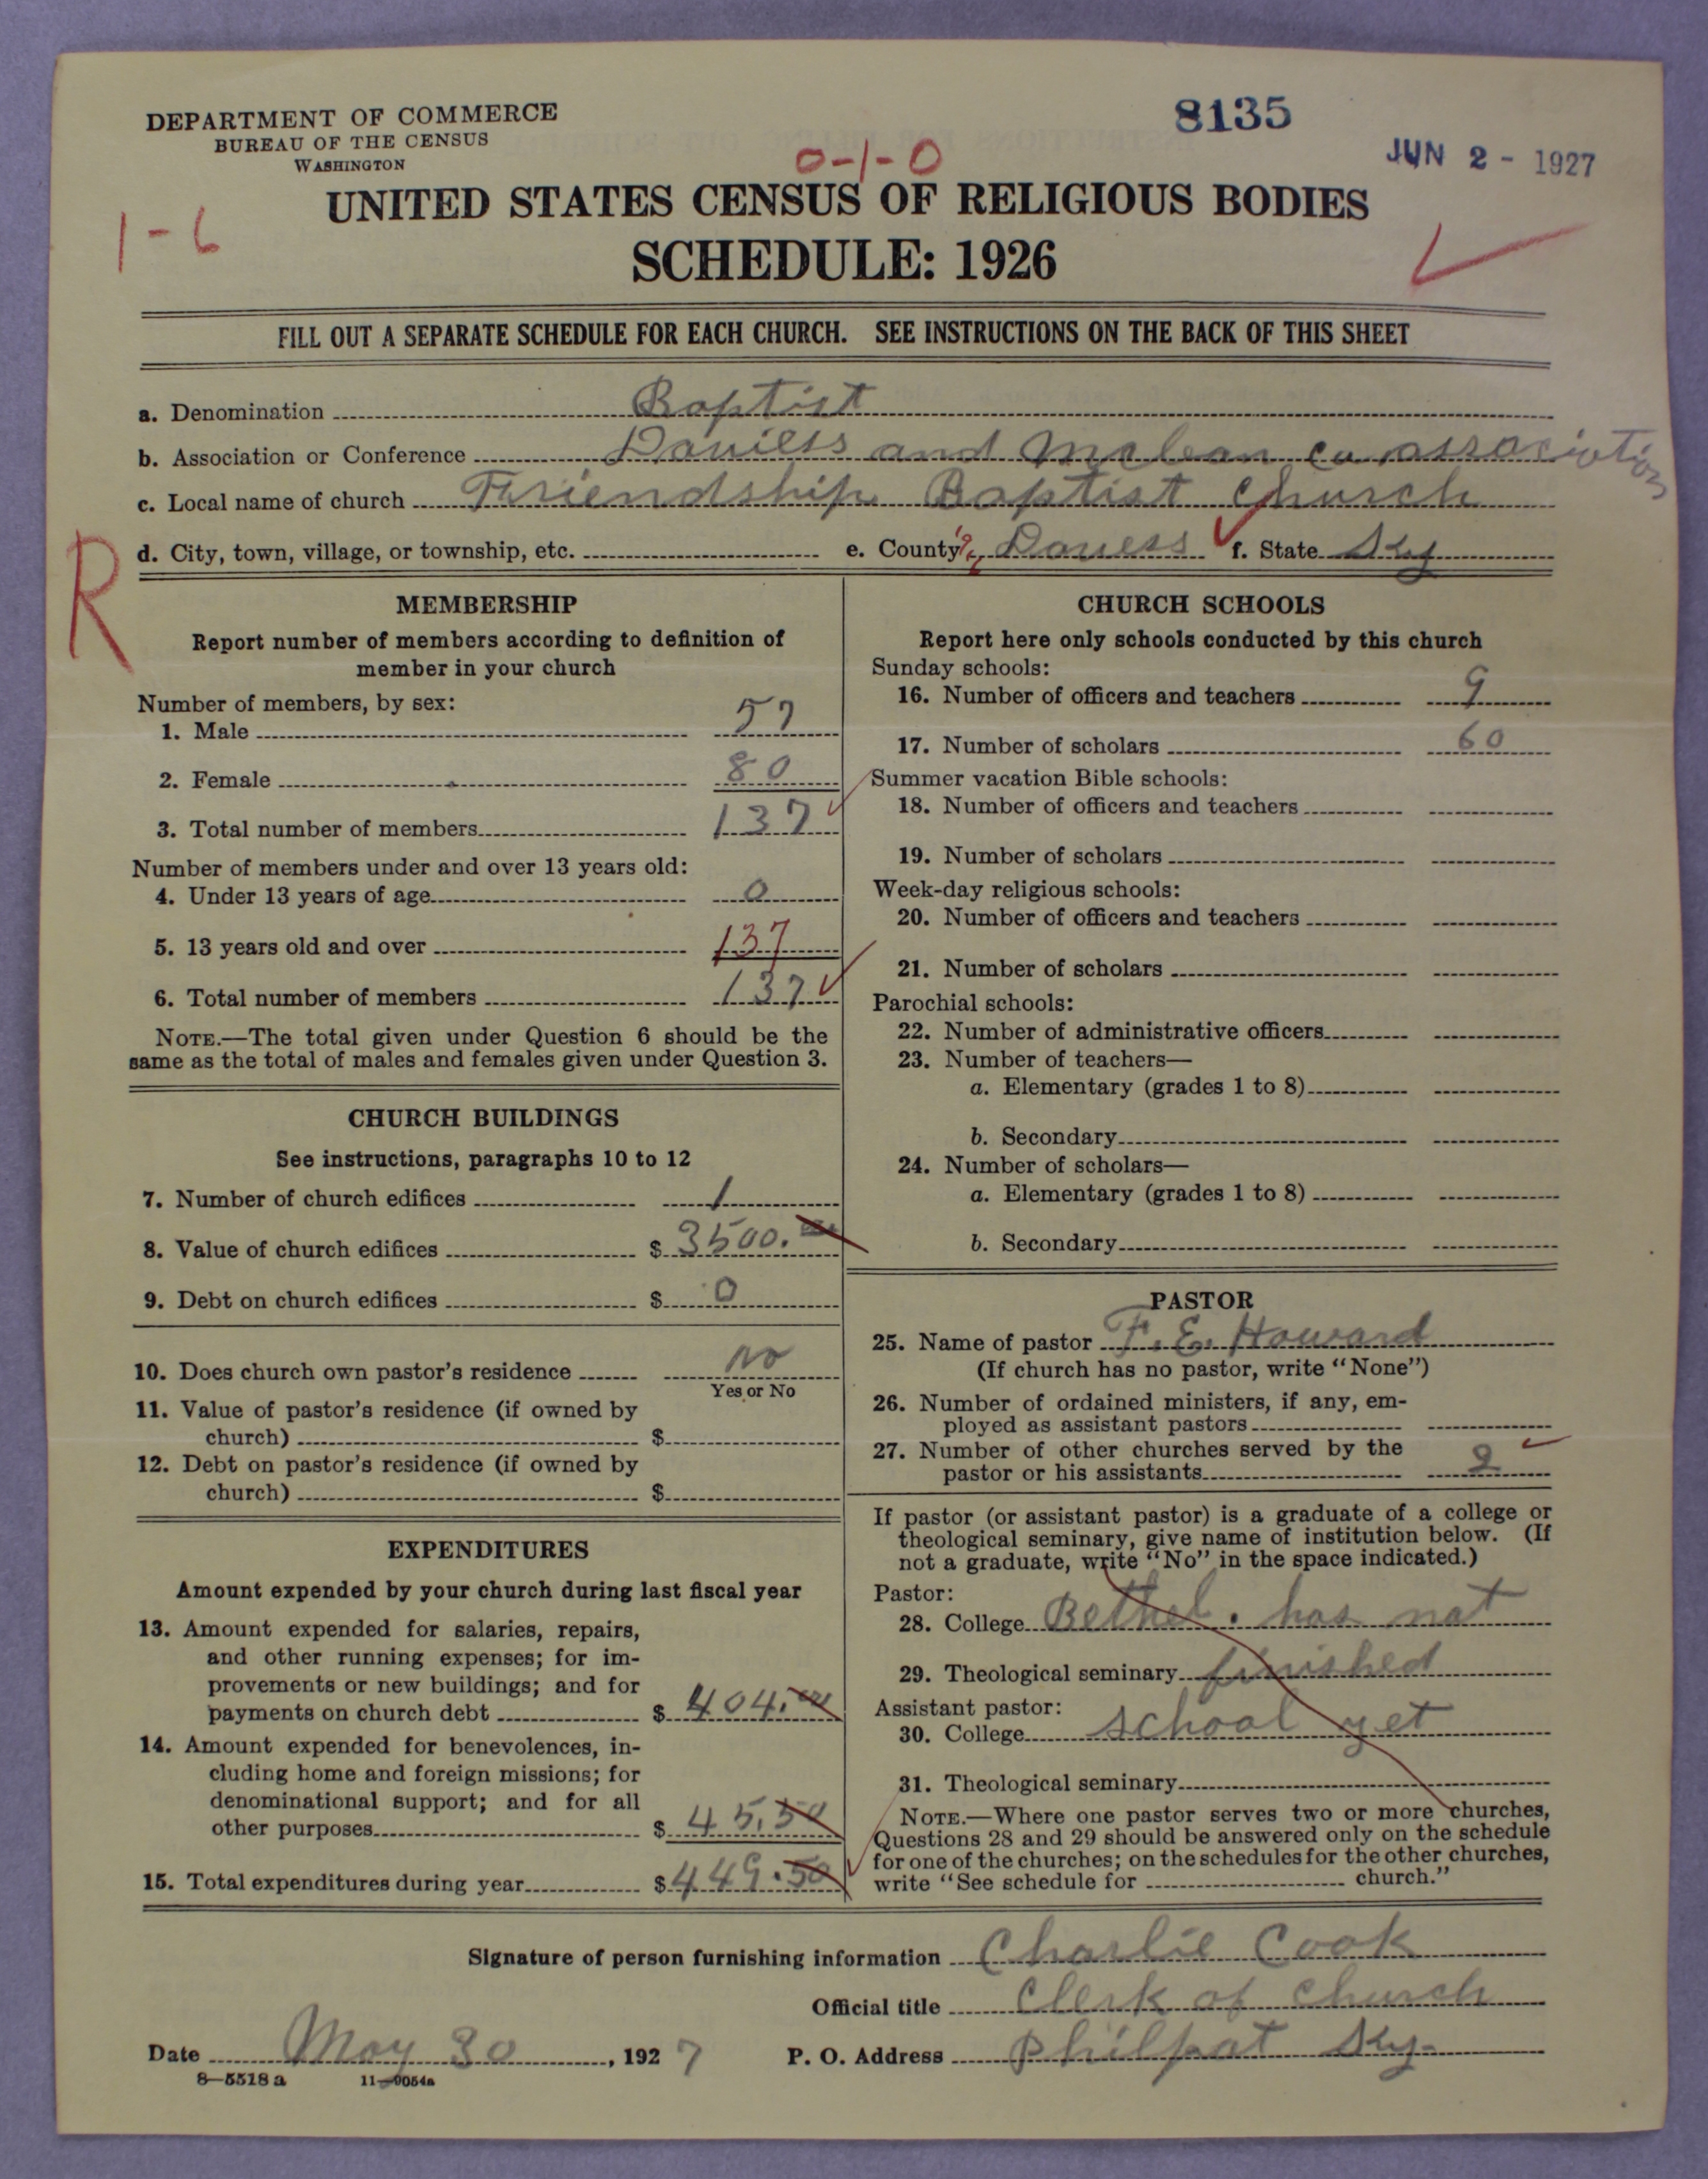 DEPARTMENT OF COMMERCE
BUREAU OF THE CENSUS
WASHINGTON
8135
JUN 2 - 1927
0-1-0
1-6
UNITED STATES CENSUS OF RELIGIOUS BODIES
SCHEDULE: 1926
FILL OUT A SEPARATE SCHEDULE FOR EACH CHURCH. SEE INSTRUCTIONS ON THE BACK OF THIS SHEET
a. Denomination Baptist
b. Association or Conference Daviess and Mclean Co association
c. Local name of church Friendship Baptist Church
R
d. City, town, village, or township, etc. e. County Daviess f. State Ky
MEMBERSHIP
Report number of members according to definition of
member in your church
Number of members, by sex:
1. Male 57
2. Female 80
3. Total number of members 137
Number of members under and over 13 years old:
4. Under 13 years of age 0
5. 13 years old and over 137
6. Total number of members 137
NOTE.—The total given under Question 6 should be the
same as the total of males and females given under Question 3.
CHURCH BUILDINGS
See instructions, paragraphs 10 to 12
7. Number of church edifices 1
8. Value of church edifices $ 3500.
9. Debt on church edifices $ 0
10. Does church own pastor's residence no
Yes or No
11. Value of pastor's residence (if owned by
church) $
12. Debt on pastor's residence (if owned by
church) $
EXPENDITURES
Amount expended by your church during last fiscal year
13. Amount expended for salaries, repairs,
and other running expenses; for im-
provements or new buildings; and for
payments on church debt $ 404.
14. Amount expended for benevolences, in-
cluding home and foreign missions; for
denominational support; and for all
other purposes $ 45.50
15. Total expenditures during year $ 449.50
CHURCH SCHOOLS
Report here only schools conducted by this church
Sunday schools:
16. Number of officers and teachers 9
17. Number of scholars 60
Summer vacation Bible schools:
18. Number of officers and teachers
19. Number of scholars
Week-day religious schools:
20. Number of officers and teachers
21. Number of scholars
Parochial schools:
22. Number of administrative officers
23. Number of teachers—
a. Elementary (grades 1 to 8)
b. Secondary
24. Number of scholars—
a. Elementary (grades 1 to 8)
b. Secondary
PASTOR
25. Name of pastor F. E. Howard
(If church has no pastor, write "None")
26. Number of ordained ministers, if any, em-
ployed as assistant pastors
27. Number of other churches served by the
pastor or his assistants 2
If pastor (or assistant pastor) is a graduate of a college or
theological seminary, give name of institution below. (If
not a graduate, write "No" in the space indicated.)
Pastor:
28. College Bethel. has not
29. Theological seminary finished
Assistant pastor:
30. College school yet
31. Theological seminary
NOTE.—Where one pastor serves two or more churches,
Questions 28 and 29 should be answered only on the schedule
for one of the churches; on the schedules for the other churches,
write "See schedule for church."
Signature of person furnishing information Charlie Cook
Official title Clerk of Church
Date May 30, 1927 P. O. Address Philpot Ky.
8—5518 a 11—9054a